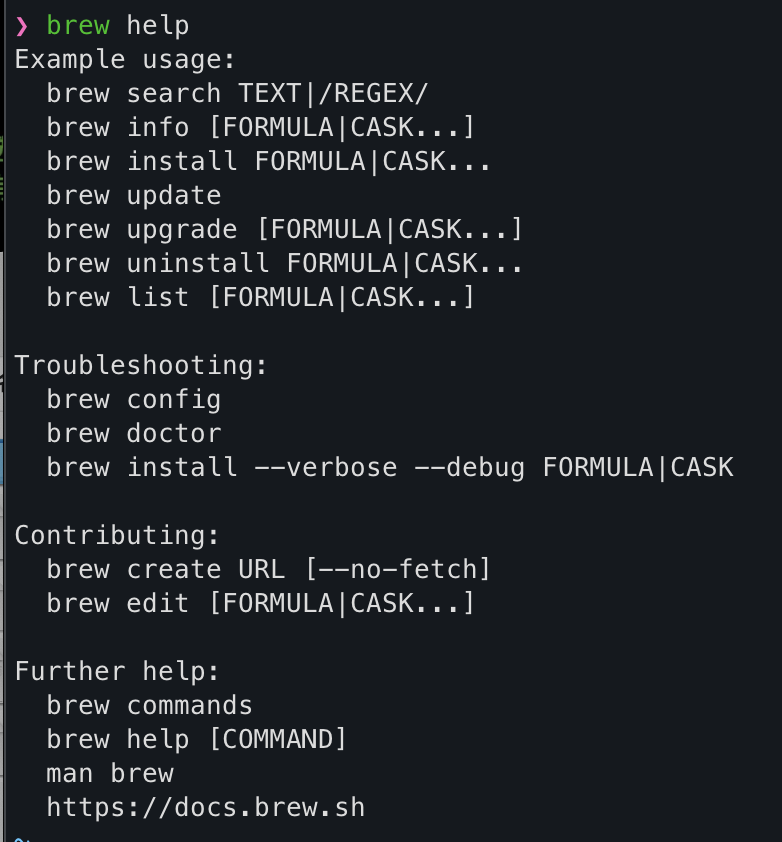 ❯ brew help
Example usage:
  brew search TEXT|/REGEX/
  brew info [FORMULA|CASK...]
  brew install FORMULA|CASK...
  brew update
  brew upgrade [FORMULA|CASK...]
  brew uninstall FORMULA|CASK...
  brew list [FORMULA|CASK...]

Troubleshooting:
  brew config
  brew doctor
  brew install --verbose --debug FORMULA|CASK

Contributing:
  brew create URL [--no-fetch]
  brew edit [FORMULA|CASK...]

Further help:
  brew commands
  brew help [COMMAND]
  man brew
  https://docs.brew.sh